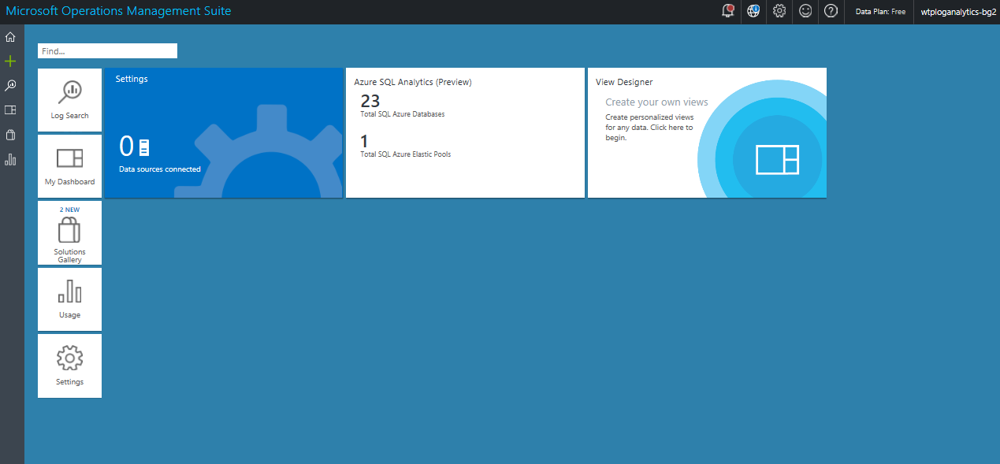 Microsoft Operations Management Suite
Data Plan: Free
wtploganalytics-bg2
Find...
Log Search
My Dashboard
2 NEW
Solutions
Gallery
Usage
Settings
Settings
0
Data sources connected
Azure SQL Analytics (Preview)
23
Total SQL Azure Databases
1
Total SQL Azure Elastic Pools
View Designer
Create your own views
Create personalized views
for any data. Click here to
begin.